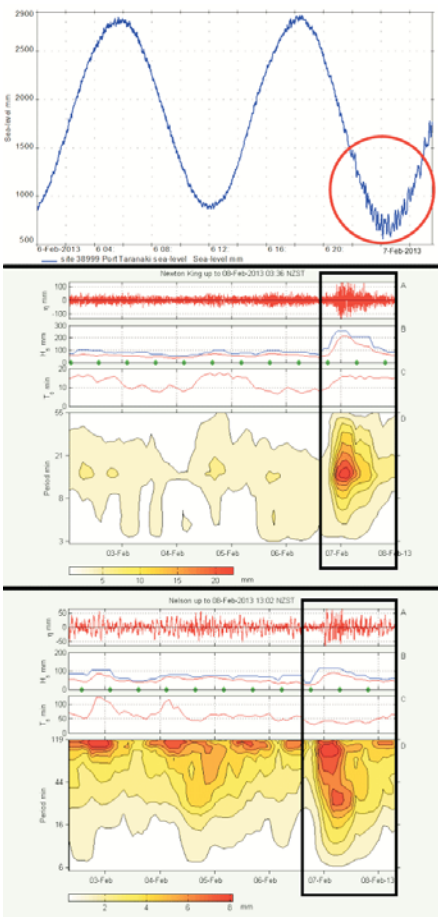 2900
2500
2000
1500
1000
500
Sea-level mm
6-Feb-2013 6 04: 6 08: 6 12: 6 16: 6 20: 7-Feb-2013
site 38999 Port Taranaki sea-level Sea-level mm
Newton King up to 08-Feb-2013 03:36 NZST
100
0
-100
η mm
A
300
200
100
0
Hs mm
B
20
10
0
Ts min
C
55
21
8
3
Period min
D
03-Feb 04-Feb 05-Feb 06-Feb 07-Feb 08-Feb-13
5 10 15 20 mm
Nelson up to 08-Feb-2013 13:02 NZST
50
0
-50
η mm
A
200
100
0
Hs mm
B
100
50
0
Ts min
C
119
44
16
6
Period min
D
03-Feb 04-Feb 05-Feb 06-Feb 07-Feb 08-Feb-13
2 4 6 8 mm